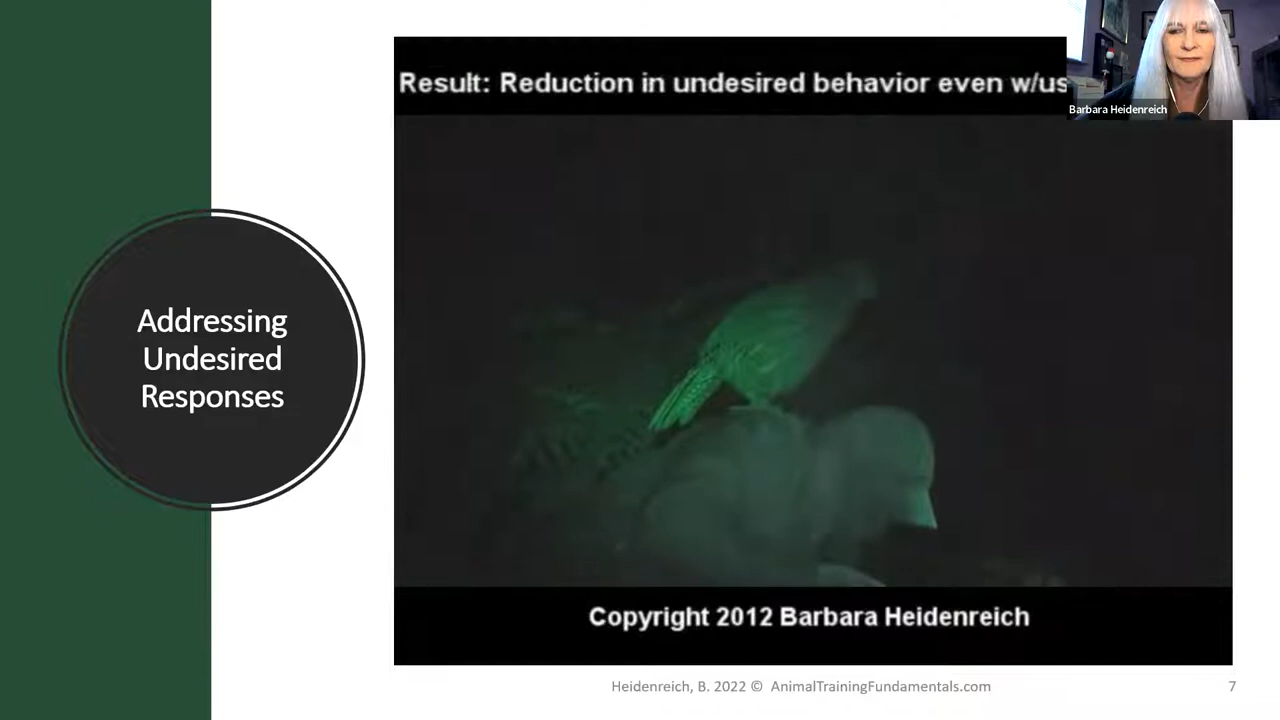 Result: Reduction in undesired behavior even w/us
Barbara Heidenreich
Addressing
Undesired
Responses
Copyright 2012 Barbara Heidenreich
Heidenreich, B. 2022 © AnimalTrainingFundamentals.com
7